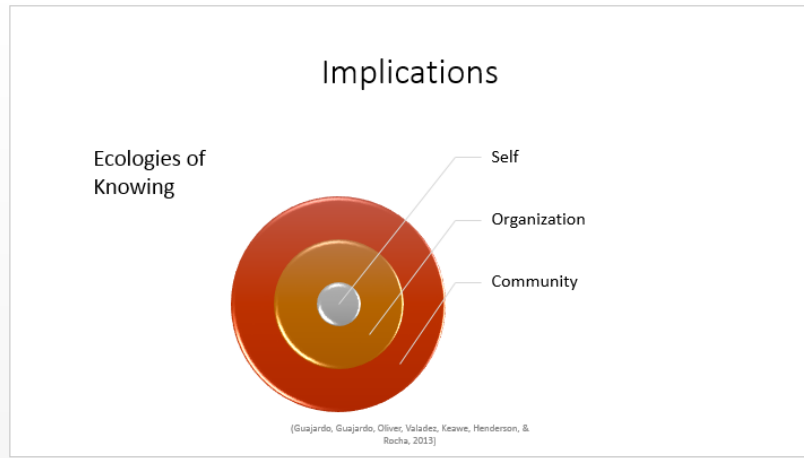 Implications
Ecologies of
Knowing
Self
Organization
Community
(Guajardo, Guajardo, Oliver, Valadez, Keawe, Henderson, &
Rocha, 2013)